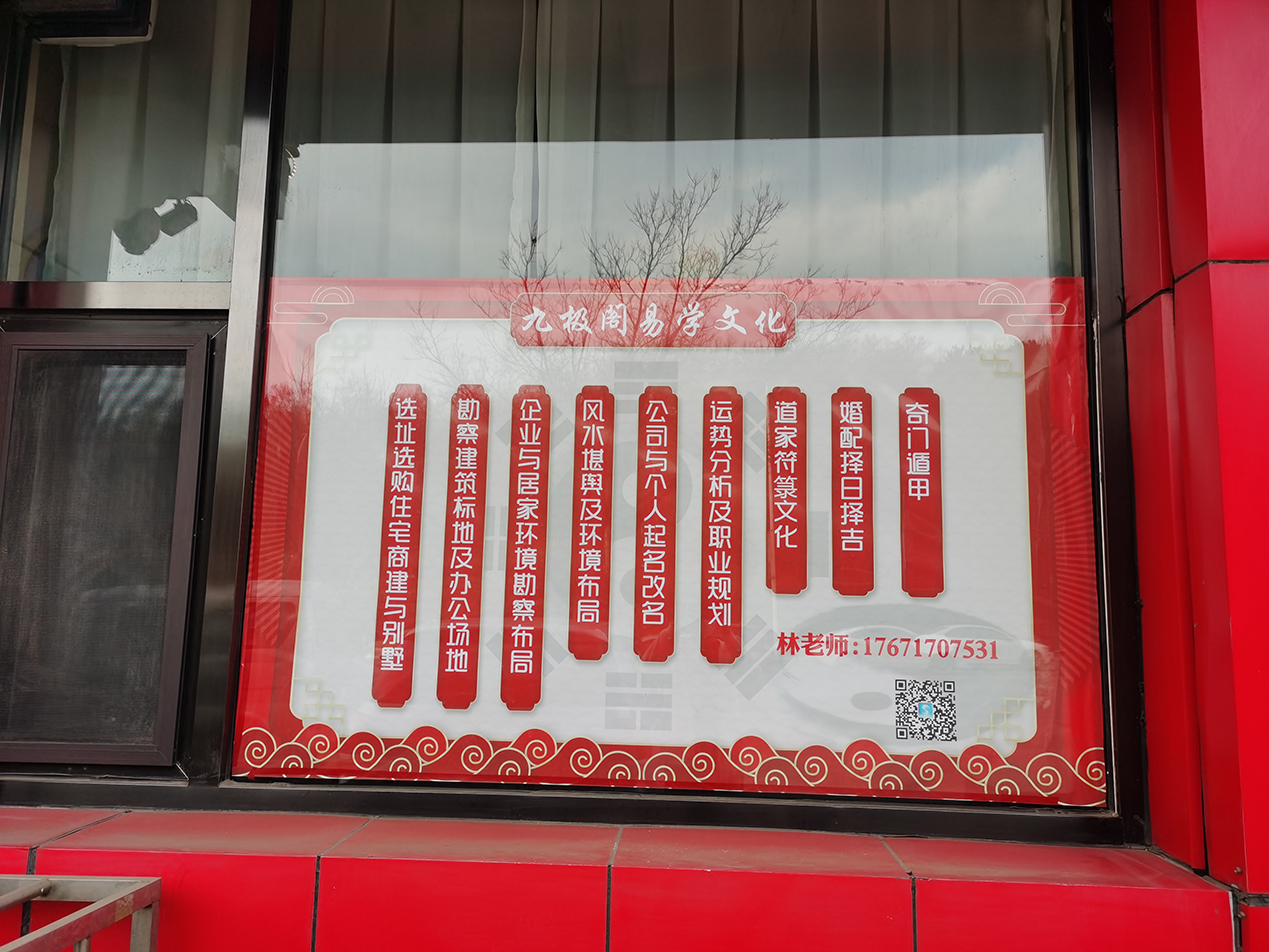 九极阁易学文化
奇门遁甲
婚配择日择吉
道家符箓文化
运势分析及职业规划
公司与个人起名改名
风水堪舆及环境布局
企业与居家环境勘察布局
勘察建筑标地及办公场地
选址选购住宅商建与别墅
林老师:17671707531